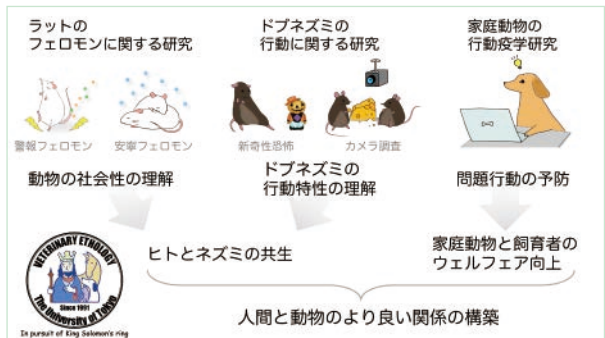 ラットの
フェロモンに関する研究
ドブネズミの
行動に関する研究
家庭動物の
行動疫学研究
警報フェロモン
安寧フェロモン
新奇性恐怖
カメラ調査
動物の社会性の理解
ドブネズミの
行動特性の理解
問題行動の予防
ヒトとネズミの共生
家庭動物と飼育者の
ウェルフェア向上
人間と動物のより良い関係の構築
VETERINARY ETHOLOGY
Since 1991
The University of Tokyo
In pursuit of King Solomon's ring